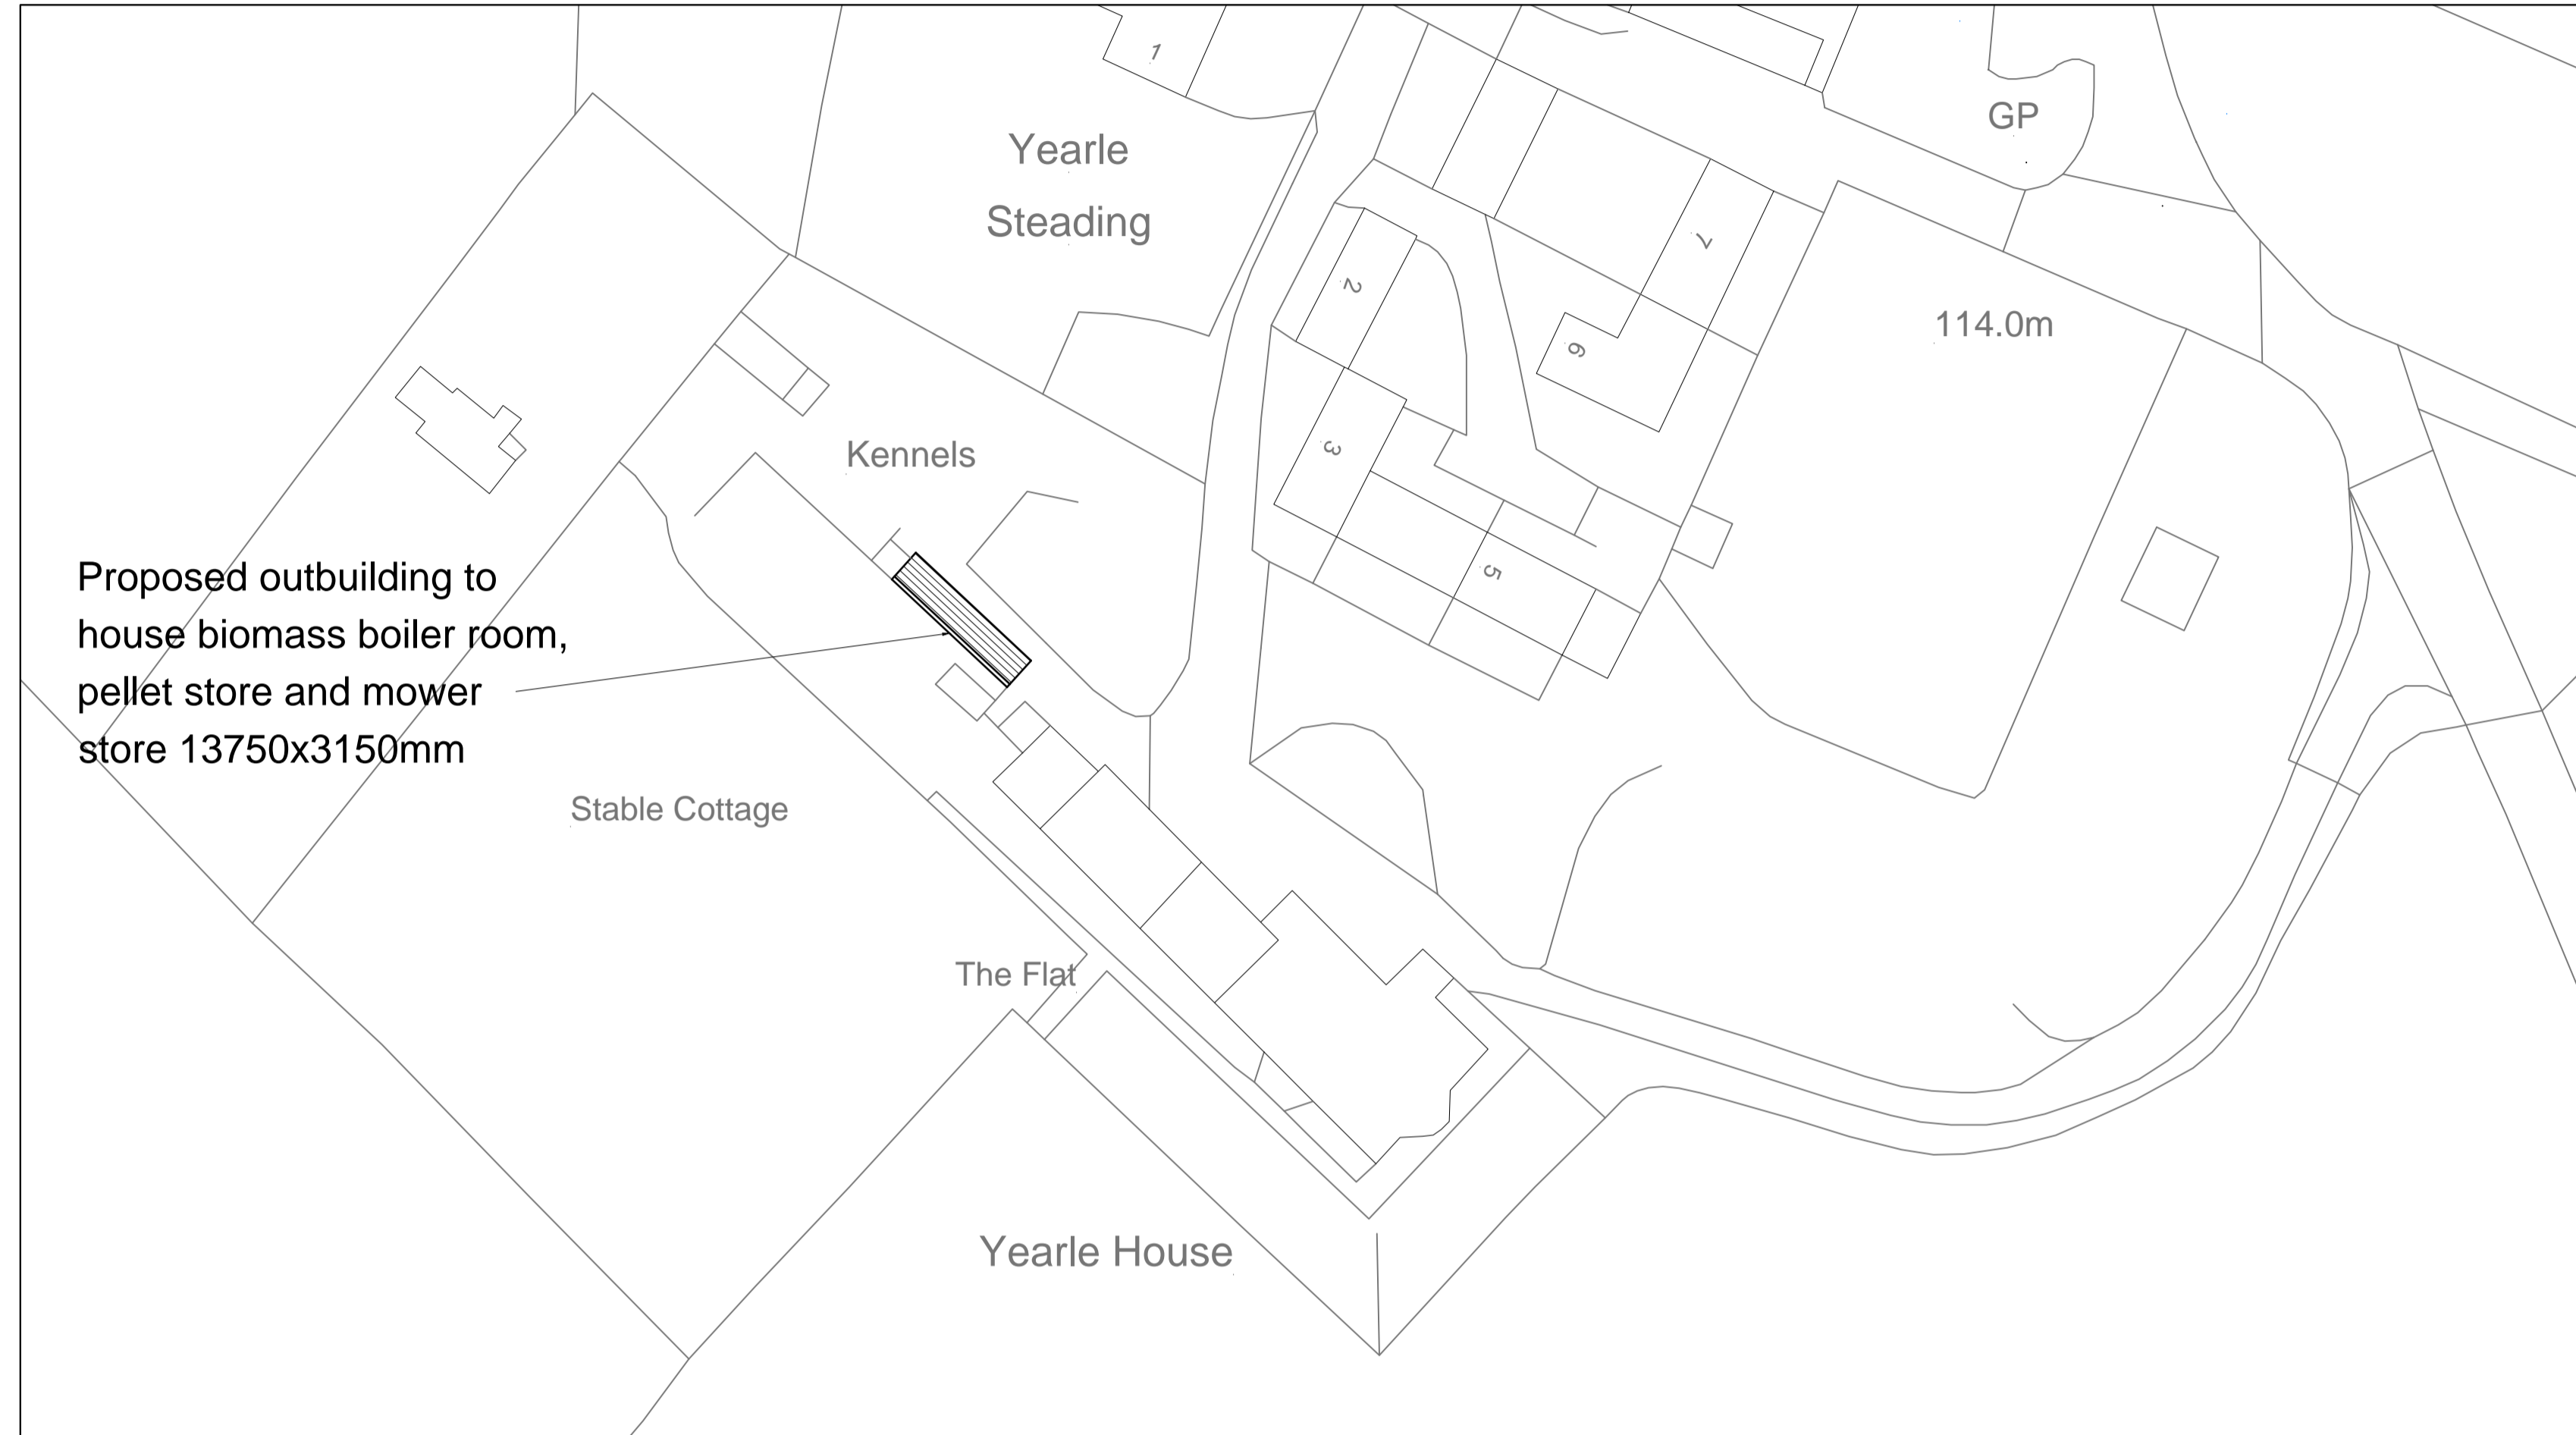 1
Yearle
Steading
GP
7
2
114.0m
6
Kennels
3
Proposed outbuilding to
house biomass boiler room,
pellet store and mower
store 13750x3150mm
5
Stable Cottage
The Flat
Yearle House